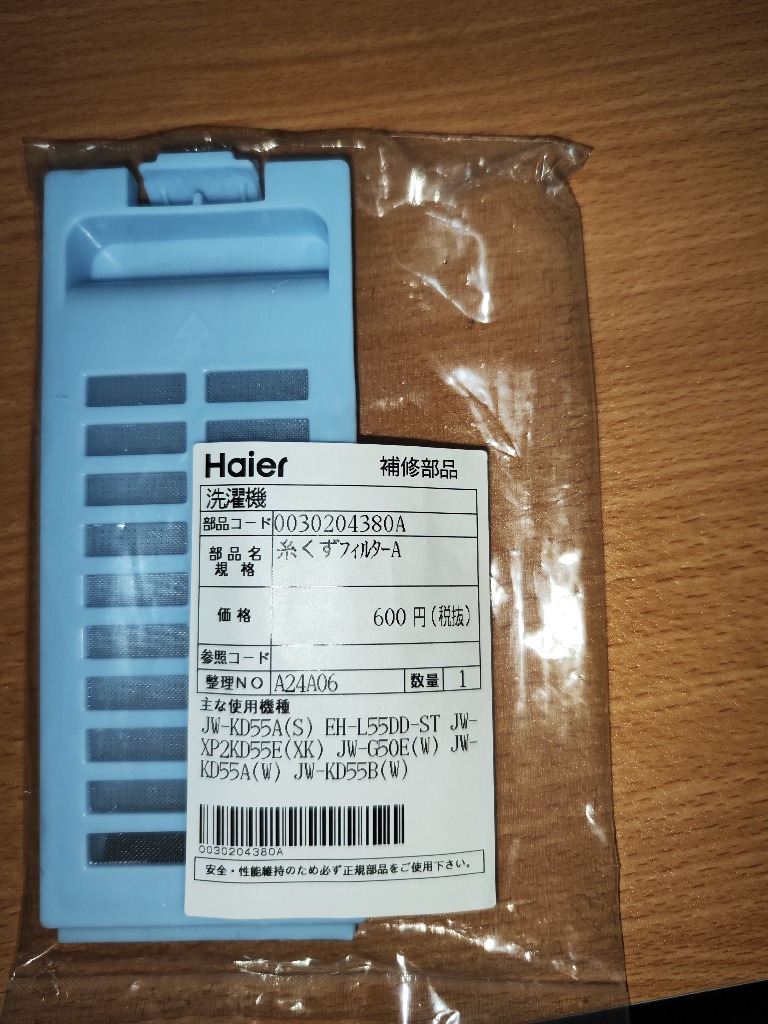 Haier 補修部品
洗濯機
部品コード 0030204380A
部品名 糸くずフィルターA
規格
価格 600円(税抜)
参照コード
整理NO A24A06 数量 1
主な使用機種
JW-KD55A(S) EH-L55DD-ST JW-
XP2KD55E(XK) JW-G50E(W) JW-
KD55A(W) JW-KD55B(W)
0030204380A
安全・性能維持のため必ず正規部品をご使用下さい。